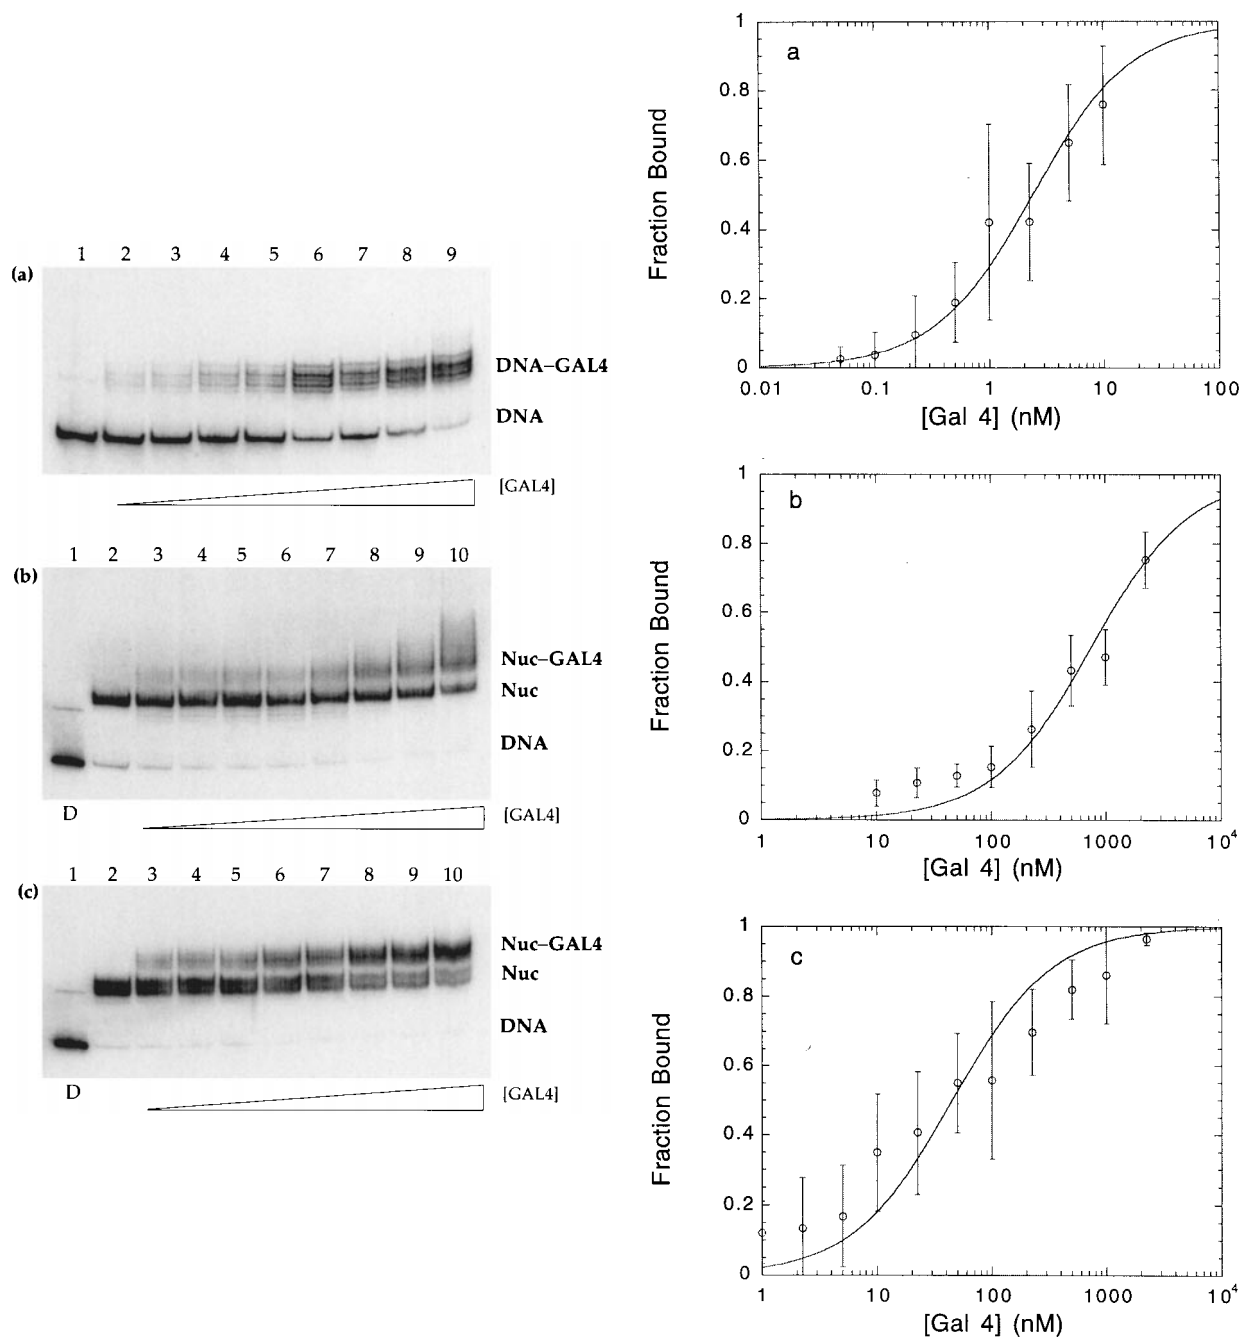 (a)
1 2 3 4 5 6 7 8 9
DNA–GAL4
DNA
[GAL4]
(b)
1 2 3 4 5 6 7 8 9 10
Nuc–GAL4
Nuc
DNA
D
[GAL4]
(c)
1 2 3 4 5 6 7 8 9 10
Nuc–GAL4
Nuc
DNA
D
[GAL4]
a
Fraction Bound
1
0.8
0.6
0.4
0.2
0
0.01 0.1 1 10 100
[Gal 4] (nM)
b
Fraction Bound
1
0.8
0.6
0.4
0.2
0
1 10 100 1000 10⁴
[Gal 4] (nM)
c
Fraction Bound
1
0.8
0.6
0.4
0.2
0
1 10 100 1000 10⁴
[Gal 4] (nM)